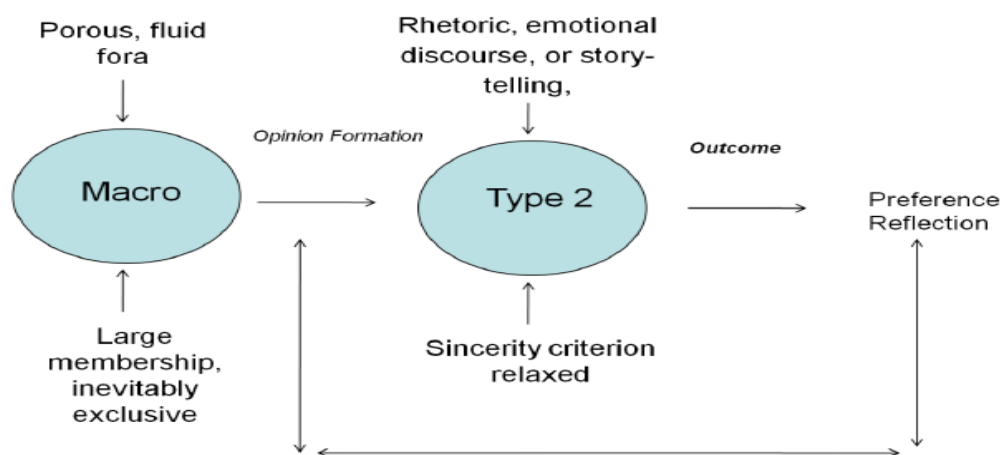 Porous, fluid
fora
Rhetoric, emotional
discourse, or story-
telling,
Opinion Formation
Outcome
Macro
Type 2
Preference
Reflection
Large
membership,
inevitably
exclusive
Sincerity criterion
relaxed